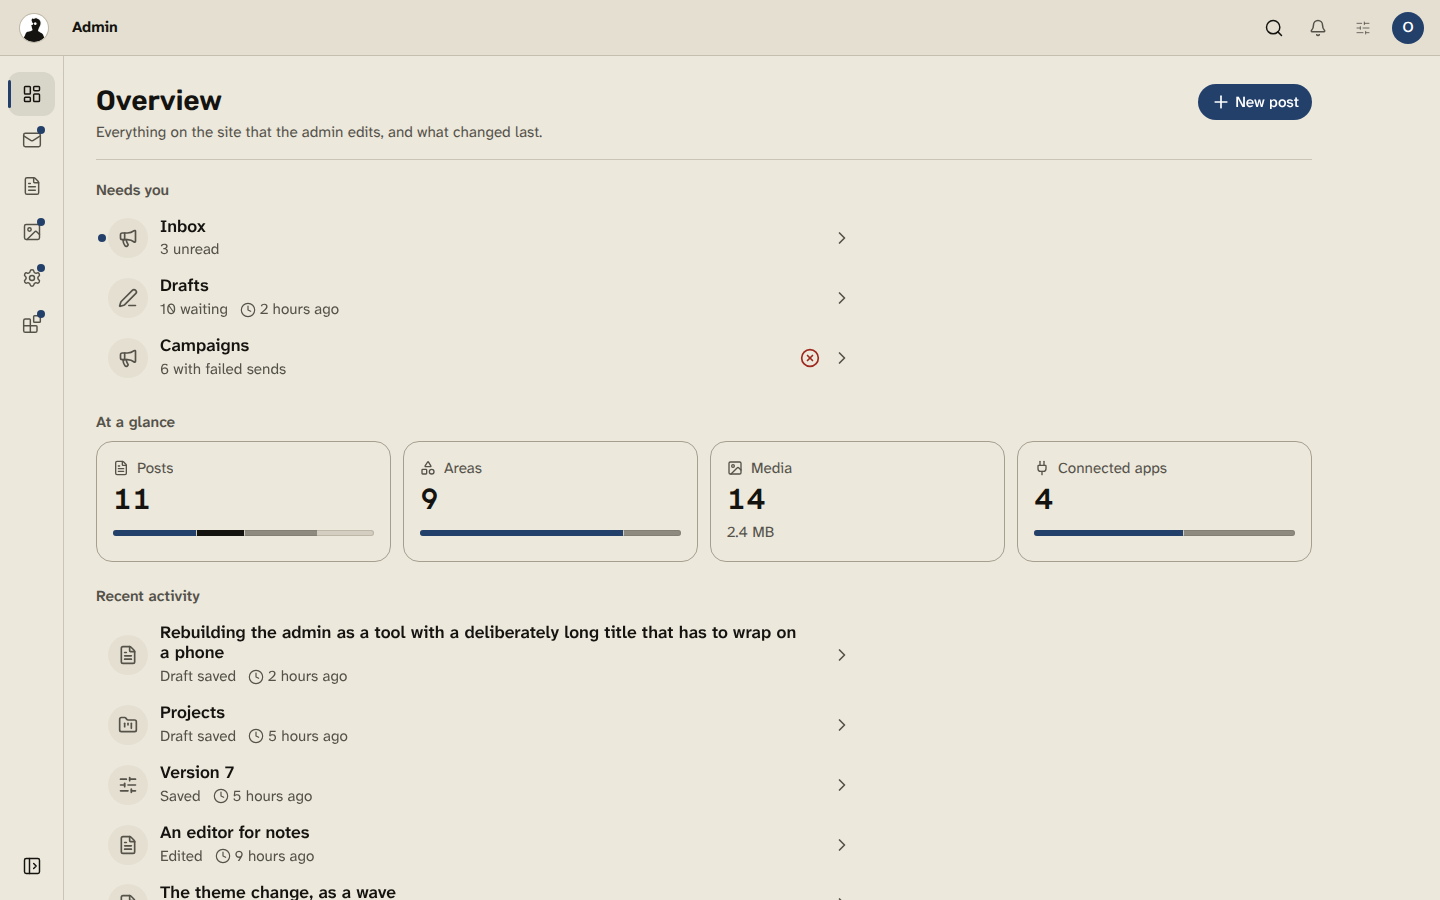 Admin
O
Overview
New post
Everything on the site that the admin edits, and what changed last.
Needs you
Inbox
3 unread
Drafts
10 waiting 2 hours ago
Campaigns
6 with failed sends
At a glance
Posts
11
Areas
9
Media
14
2.4 MB
Connected apps
4
Recent activity
Rebuilding the admin as a tool with a deliberately long title that has to wrap on
a phone
Draft saved 2 hours ago
Projects
Draft saved 5 hours ago
Version 7
Saved 5 hours ago
An editor for notes
Edited 9 hours ago
The theme change, as a wave